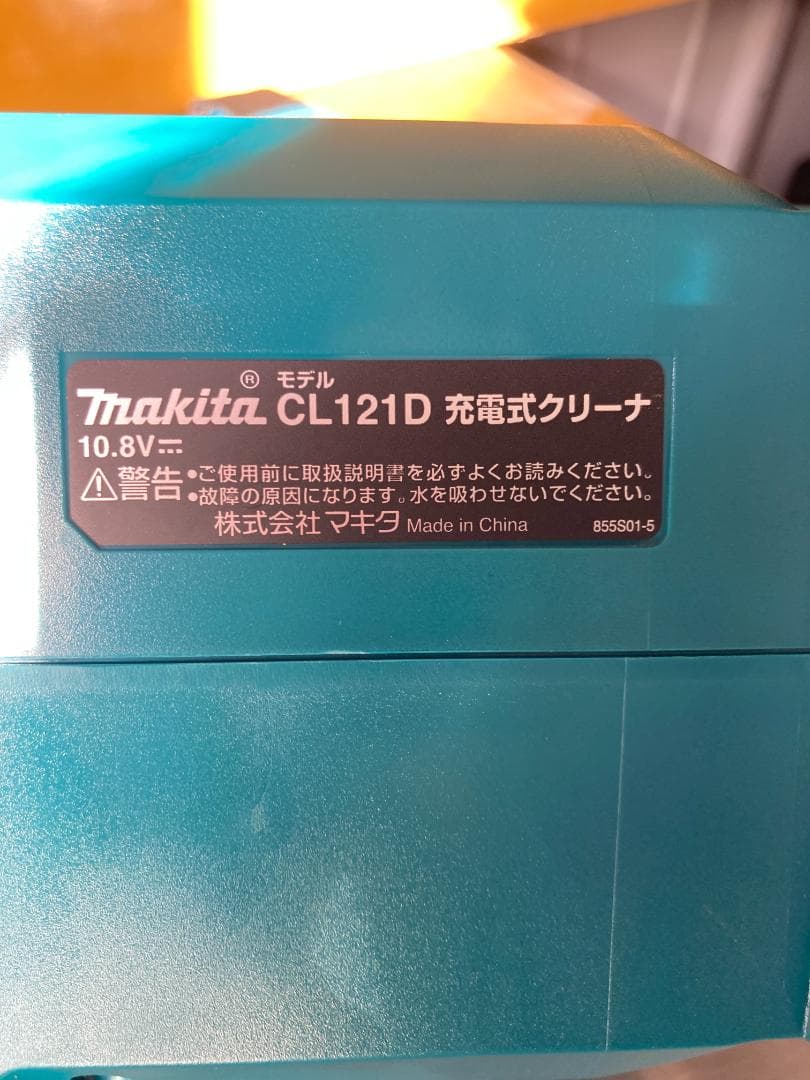 makita® モデル CL121D 充電式クリーナ
10.8V⎓
⚠警告 •ご使用前に取扱説明書を必ずよくお読みください。
•故障の原因になります。水を吸わせないでください。
株式会社マキタ Made in China 855S01-5